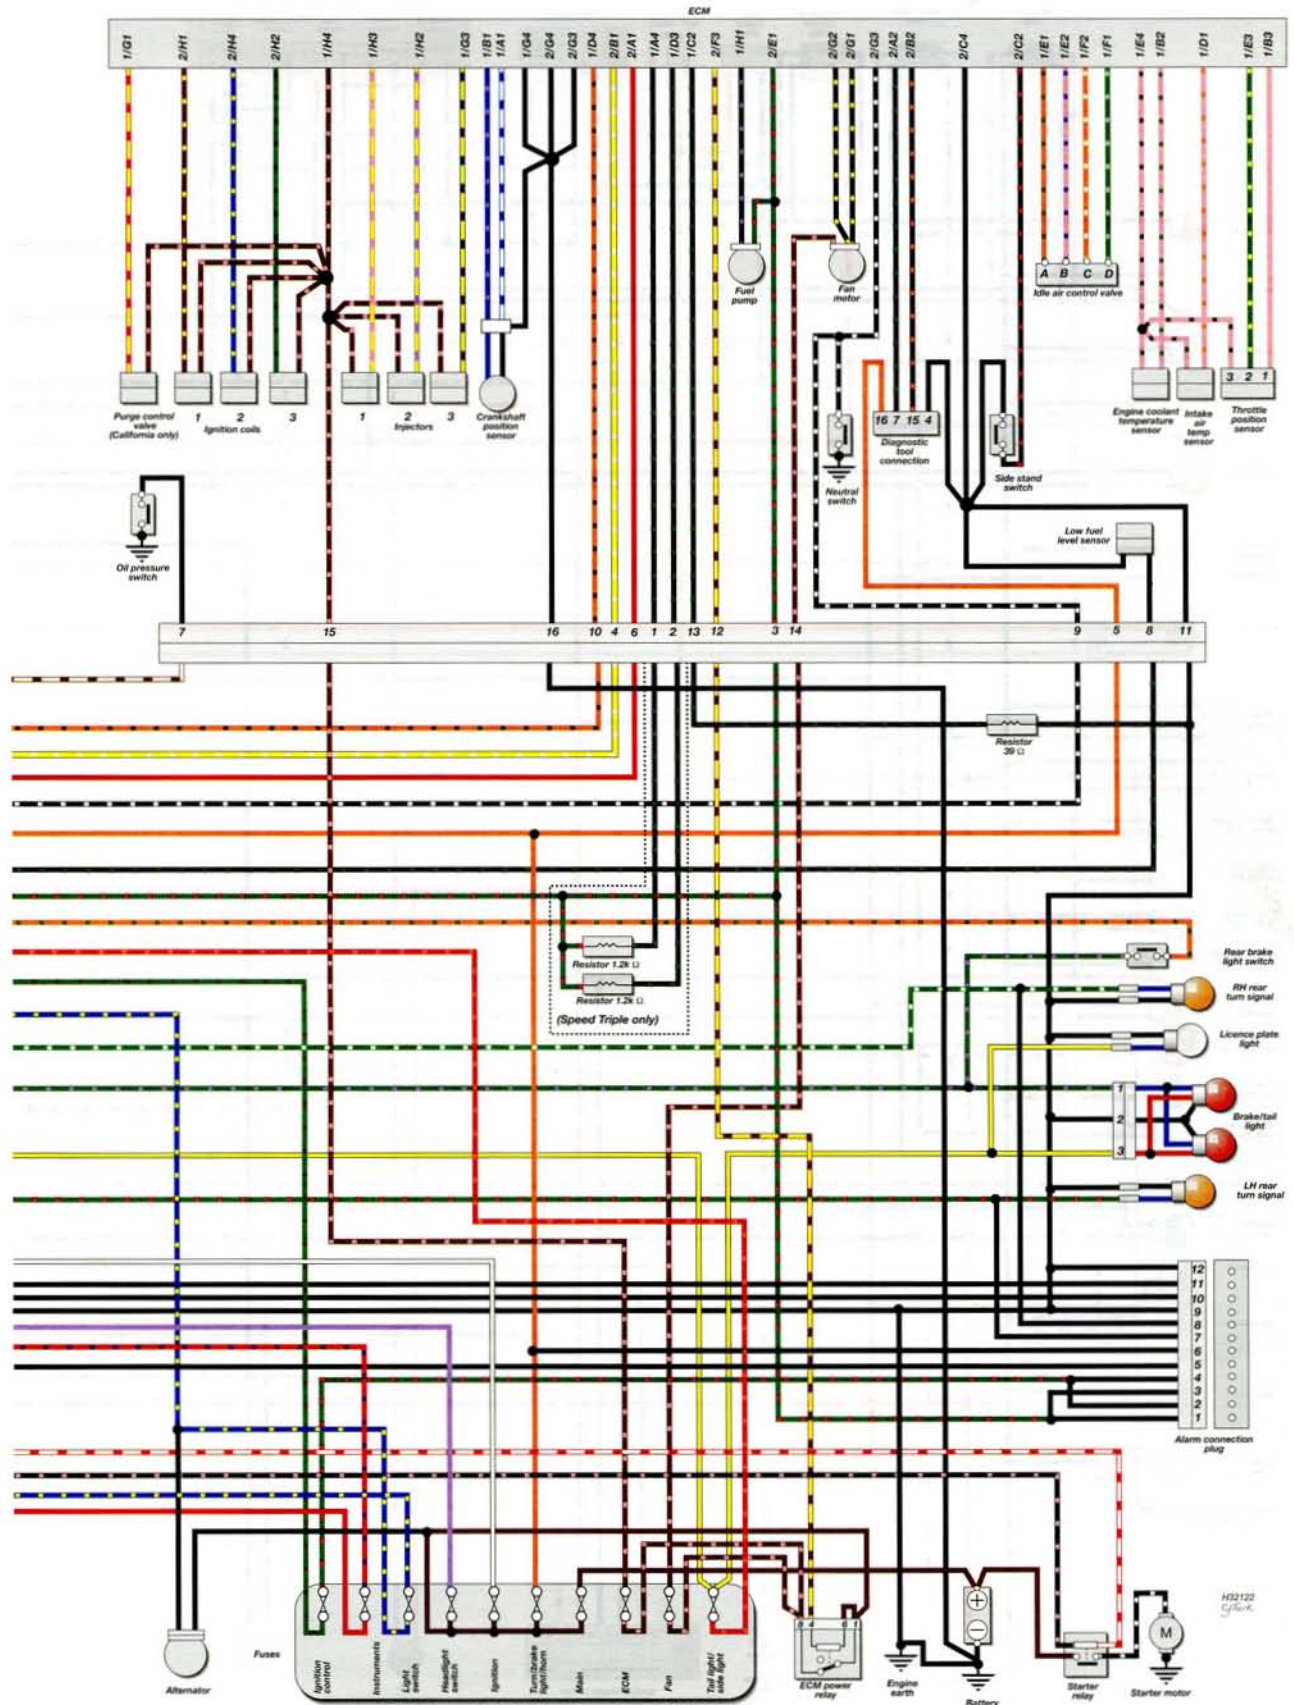 ECM
1/G1
2/H1
2/H4
2/H2
1/H4
1/H3
1/H2
1/G3
1/B1
1/A1
1/G4
2/G4
2/G3
1/D4
2/B1
2/A1
1/A4
1/D3
1/C2
2/F3
1/H1
2/E1
2/G2
2/G1
2/G3
2/A2
2/B2
2/C4
2/C2
1/E1
1/E2
1/F2
1/F1
1/E4
1/B2
1/D1
1/E3
1/B3
Fuel
pump
Fan
motor
A B C D
Idle air control valve
Purge control
valve
(California only)
1 2 3
Ignition coils
1 2 3
Injectors
Crankshaft
position
sensor
Neutral
switch
16 7 15 4
Diagnostic
tool
connection
Side stand
switch
Engine coolant
temperature
sensor
Intake
air
temp
sensor
3 2 1
Throttle
position
sensor
Oil pressure
switch
Low fuel
level sensor
7 15 16 10 4 6 1 2 13 12 3 14 9 5 8 11
Resistor
39 Ω
Resistor 1.2k Ω
Resistor 1.2k Ω
(Speed Triple only)
Rear brake
light switch
RH rear
turn signal
Licence plate
light
1
2
3
Brake/tail
light
LH rear
turn signal
12
11
10
9
8
7
6
5
4
3
2
1
Alarm connection
plug
Alternator
Fuses
Ignition
control
Instruments
Light
switch
Headlight
switch
Ignition
Turn/brake
light/horn
Main
ECM
Fan
Tail light/
side light
8 4 6 1
ECM power
relay
Engine
earth
Battery
Starter
relay
M
Starter motor
H32122